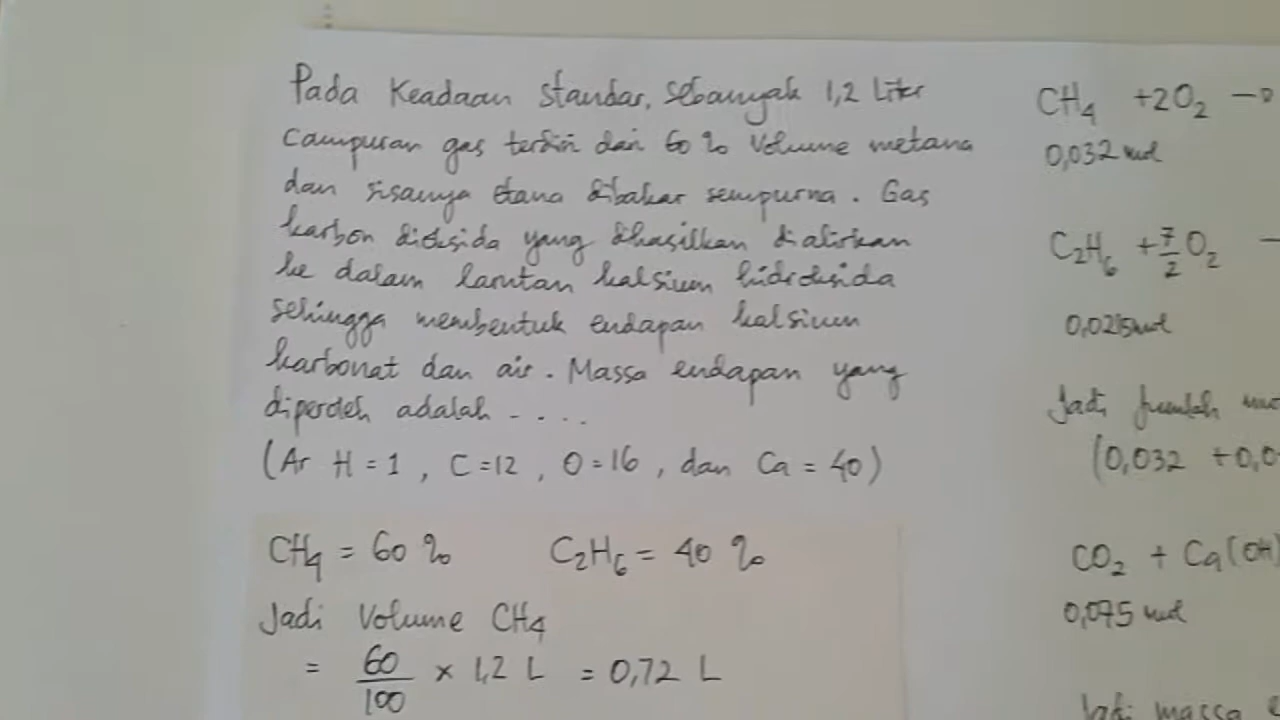 Pada Keadaan standar, sebanyak 1,2 Liter
campuran gas terdiri dari 60 % volume metana
dan sisanya etana dibakar sempurna. Gas
karbon dioksida yang dihasilkan dialirkan
ke dalam larutan kalsium hidroksida
sehingga membentuk endapan kalsium
karbonat dan air. Massa endapan yang
diperoleh adalah ....
(Ar H = 1, C = 12, O = 16, dan Ca = 40)
CH4 = 60 % C2H6 = 40 %
Jadi Volume CH4
= 60/100 x 1,2 L = 0,72 L
CH4 + 2O2 →
0,032 mol
C2H6 + 7/2 O2 –
0,0215 mol
Jadi Jumlah mo
(0,032 + 0,0
CO2 + Ca(OH)
0,075 mol
Jadi massa e